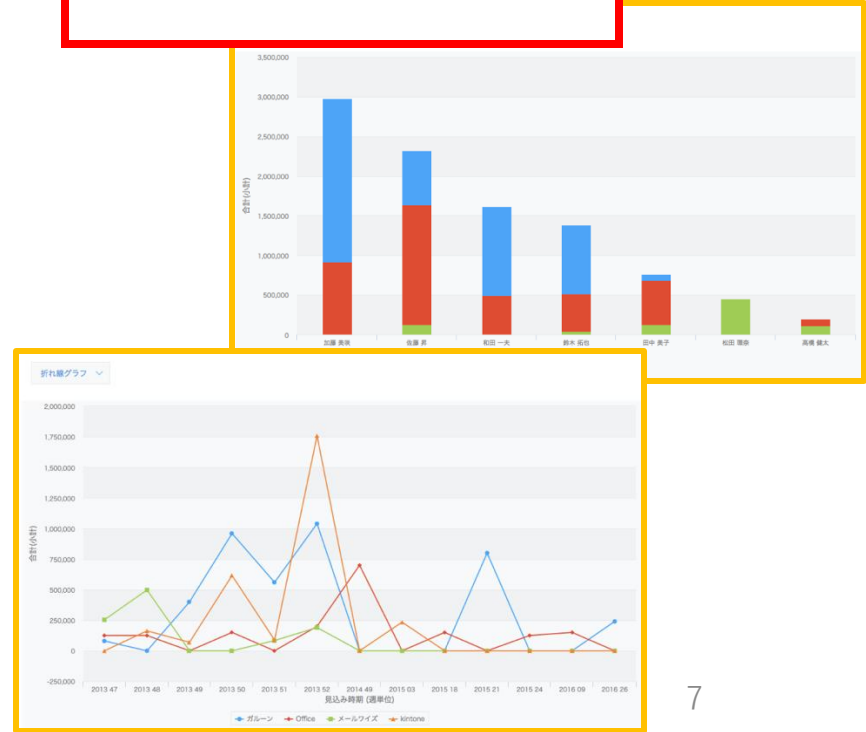 3,500,000
3,000,000
2,500,000
2,000,000
1,500,000
1,000,000
500,000
0
合計(小計)
加藤 美咲
佐藤 昇
和田 一夫
鈴木 拓也
田中 美子
松田 環奈
高橋 健太
折れ線グラフ
2,000,000
1,750,000
1,500,000
1,250,000
1,000,000
750,000
500,000
250,000
0
-250,000
合計(小計)
2013 47
2013 48
2013 49
2013 50
2013 51
2013 52
2014 49
2015 03
2015 18
2015 21
2015 24
2016 09
2016 26
見込み時期 (週単位)
ガルーン
Office
メールワイズ
kintone
7